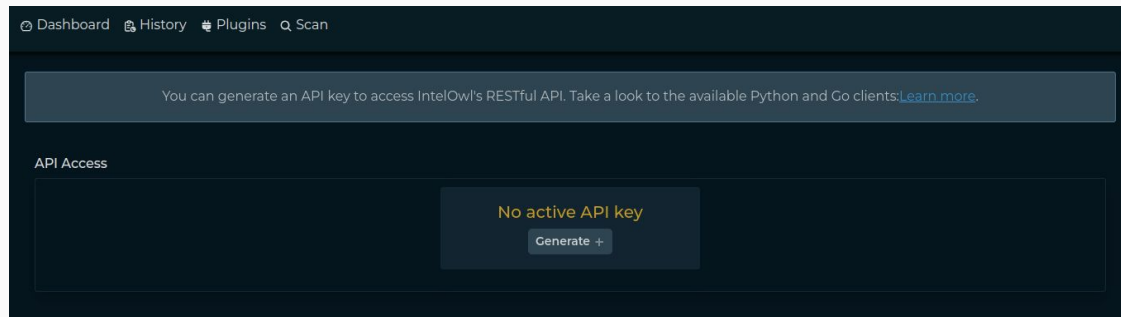 Dashboard History Plugins Scan
You can generate an API key to access IntelOwl's RESTful API. Take a look to the available Python and Go clients:Learn more.
API Access
No active API key
Generate +